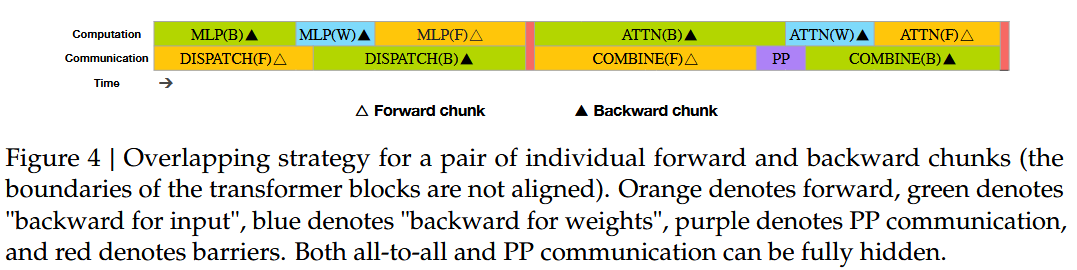 Computation MLP(B)▲ MLP(W)▲ MLP(F)△ ATTN(B)▲ ATTN(W)▲ ATTN(F)△
Communication DISPATCH(F)△ DISPATCH(B)▲ COMBINE(F)△ PP COMBINE(B)▲
Time ➔
△ Forward chunk ▲ Backward chunk
Figure 4 | Overlapping strategy for a pair of individual forward and backward chunks (the
boundaries of the transformer blocks are not aligned). Orange denotes forward, green denotes
"backward for input", blue denotes "backward for weights", purple denotes PP communication,
and red denotes barriers. Both all-to-all and PP communication can be fully hidden.